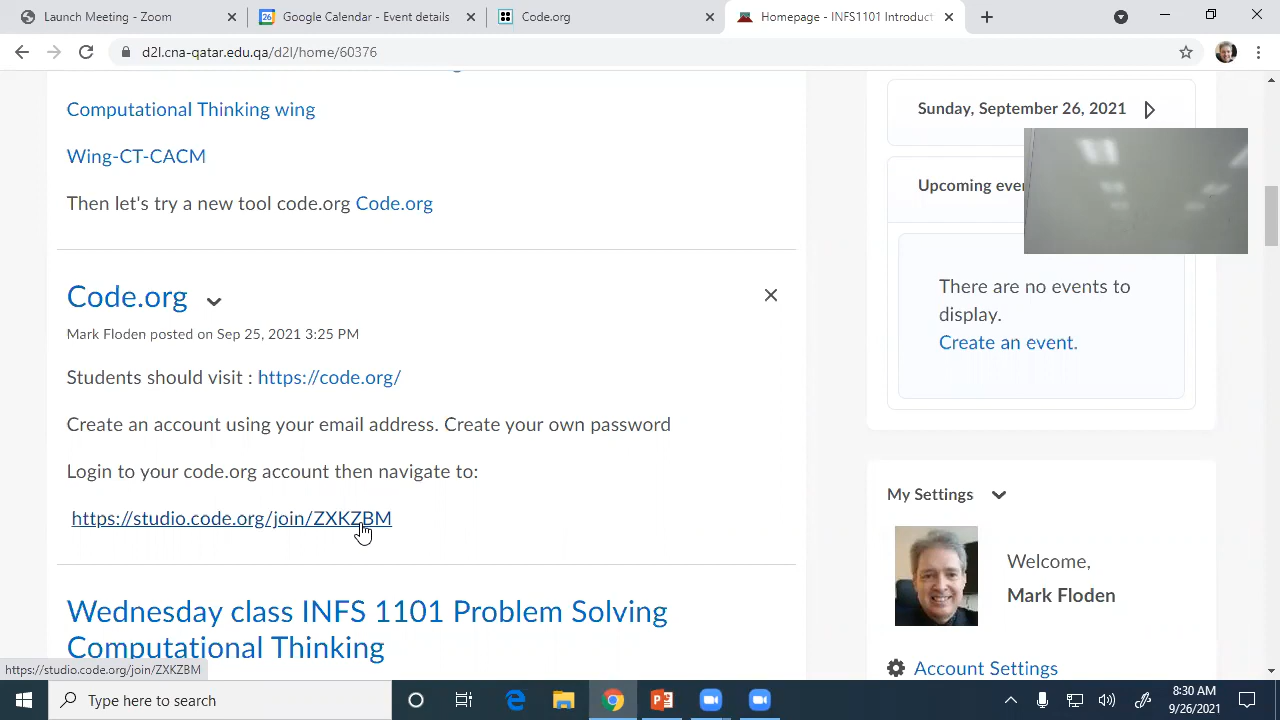 Launch Meeting - Zoom
Google Calendar - Event details
26
Code.org
Homepage - INFS1101 Introduct
d2l.cna-qatar.edu.qa/d2l/home/60376
Computational Thinking wing
Wing-CT-CACM
Then let's try a new tool code.org Code.org
Code.org
Mark Floden posted on Sep 25, 2021 3:25 PM
Students should visit : https://code.org/
Create an account using your email address. Create your own password
Login to your code.org account then navigate to:
https://studio.code.org/join/ZXKZBM
Wednesday class INFS 1101 Problem Solving
Computational Thinking
https://studio.code.org/join/ZXKZBM
Sunday, September 26, 2021
Upcoming eve
There are no events to
display.
Create an event.
My Settings
Welcome,
Mark Floden
Account Settings
Type here to search
8:30 AM
9/26/2021